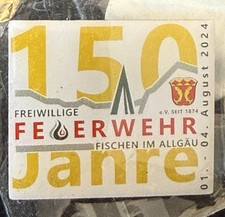 150
FREIWILLIGE
e.V. SEIT 1874
FEUERWEHR
FISCHEN IM ALLGÄU
Jahre
01. - 04. August 2024